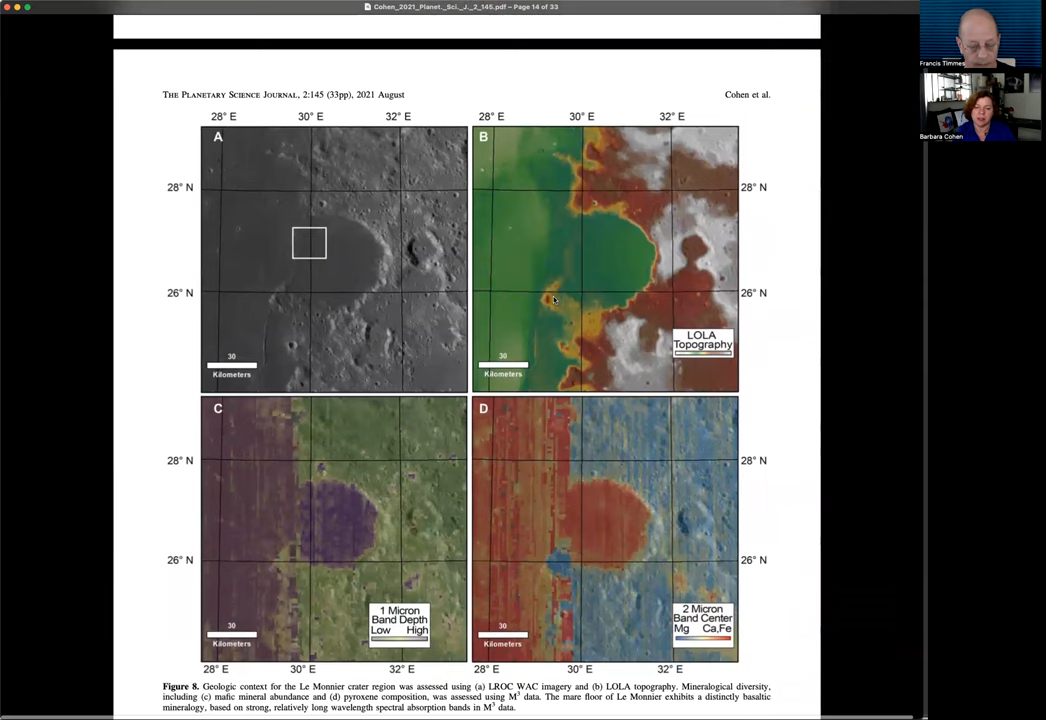 Cohen_2021_Planet._Sci._J._2_145.pdf – Page 14 of 33
Francis Timmes
Barbara Cohen
THE PLANETARY SCIENCE JOURNAL, 2:145 (33pp), 2021 August
Cohen et al.
28° E 30° E 32° E 28° E 30° E 32° E
A
B
28° N 28° N
26° N 26° N
LOLA
Topography
30
Kilometers
30
Kilometers
C
D
28° N 28° N
26° N 26° N
1 Micron
Band Depth
Low High
2 Micron
Band Center
Mg Ca,Fe
30
Kilometers
30
Kilometers
28° E 30° E 32° E 28° E 30° E 32° E
Figure 8. Geologic context for the Le Monnier crater region was assessed using (a) LROC WAC imagery and (b) LOLA topography. Mineralogical diversity,
including (c) mafic mineral abundance and (d) pyroxene composition, was assessed using M³ data. The mare floor of Le Monnier exhibits a distinctly basaltic
mineralogy, based on strong, relatively long wavelength spectral absorption bands in M³ data.